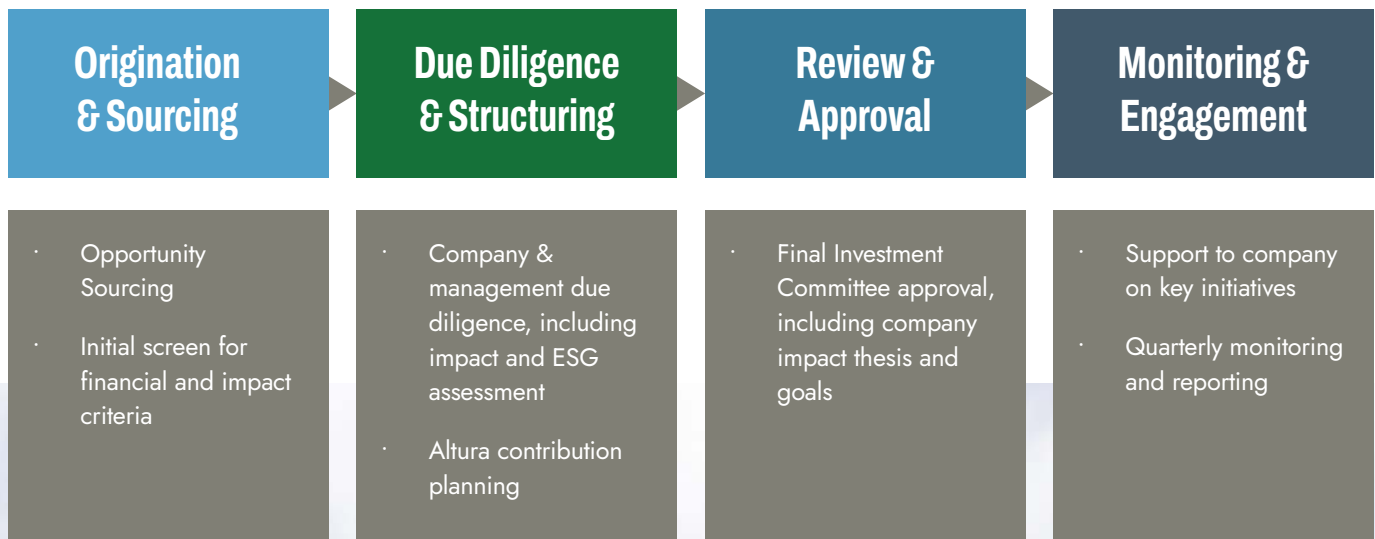 Origination
& Sourcing
Due Diligence
& Structuring
Review &
Approval
Monitoring &
Engagement
· Opportunity
Sourcing
· Initial screen for
financial and impact
criteria
· Company &
management due
diligence, including
impact and ESG
assessment
· Altura contribution
planning
· Final Investment
Committee approval,
including company
impact thesis and
goals
· Support to company
on key initiatives
· Quarterly monitoring
and reporting